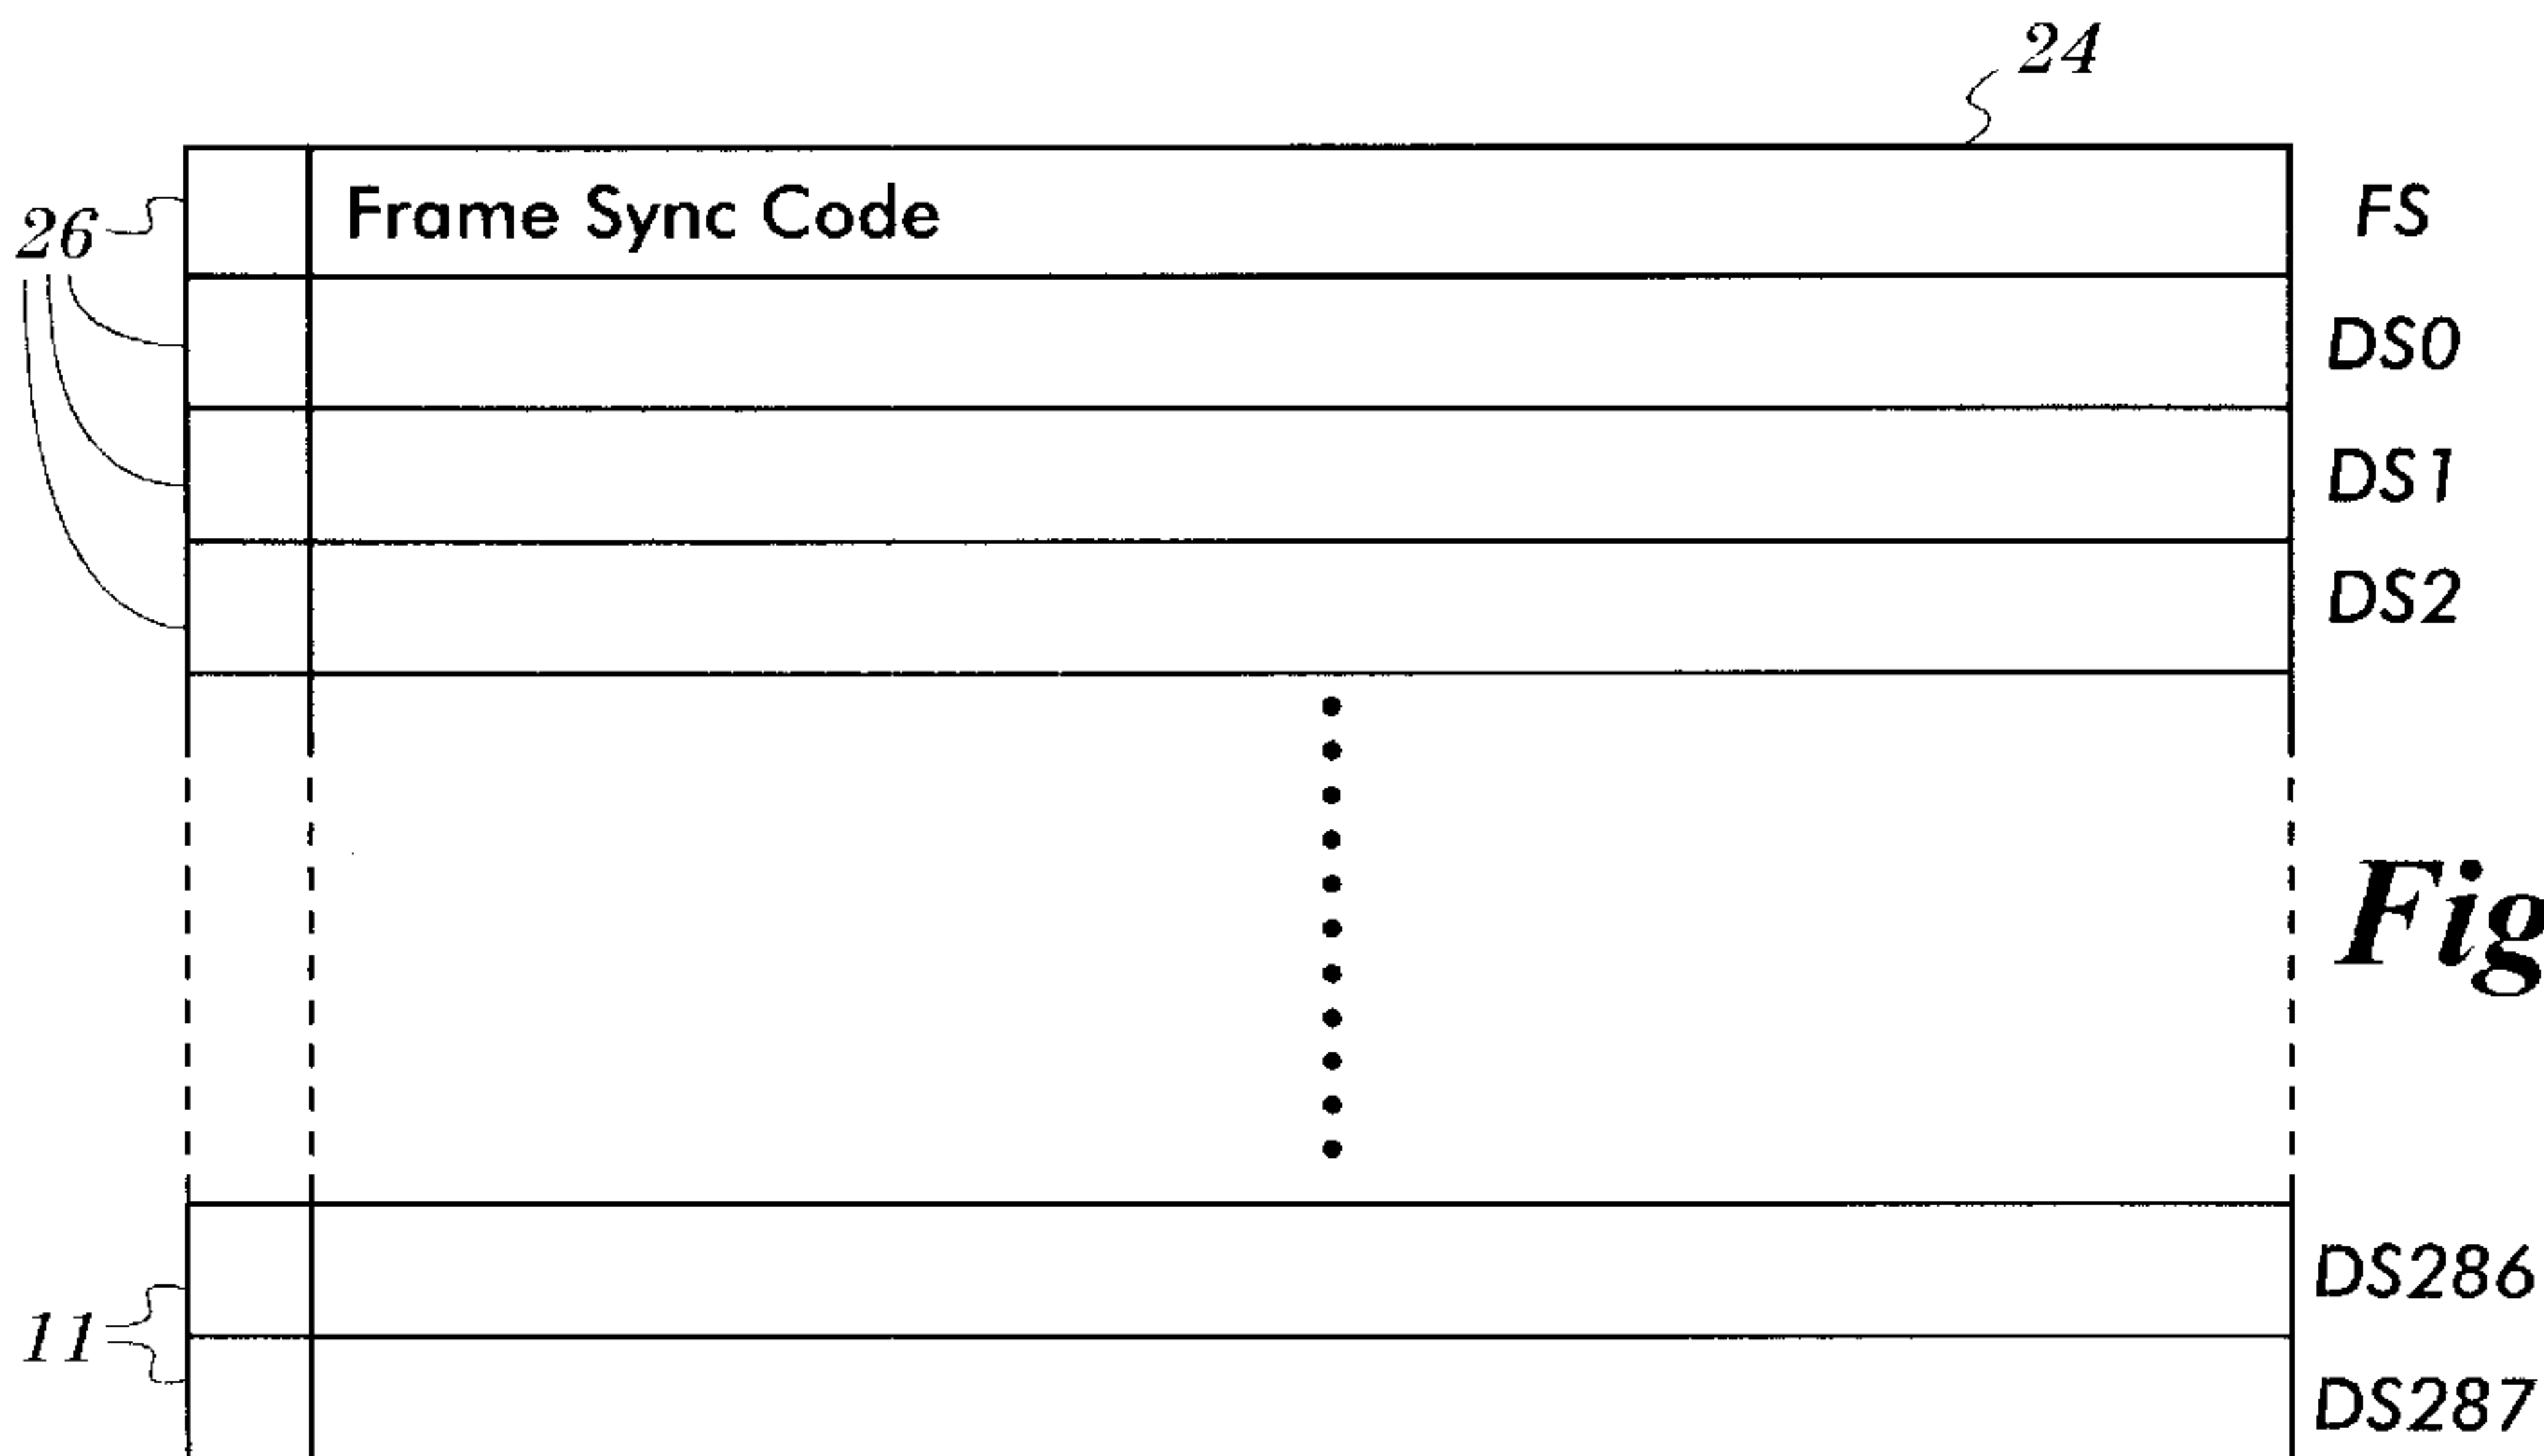 24
26 Frame Sync Code FS
DS0
DS1
DS2
Fig
DS286
11
DS287